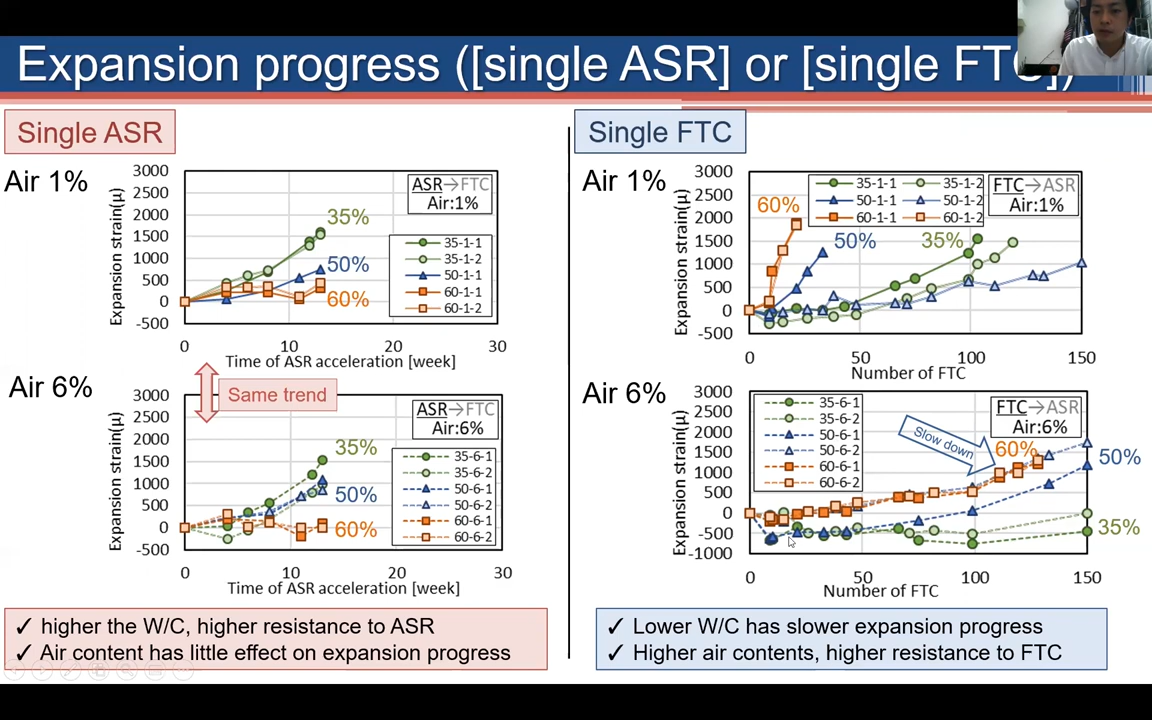 Expansion progress ([single ASR] or [single FTC])
Single ASR
Air 1%
Expansion strain(μ)
3000
2500
2000
1500
1000
500
0
-500
0
10
20
30
Time of ASR acceleration [week]
ASR→FTC
Air:1%
35%
50%
60%
35-1-1
35-1-2
50-1-1
60-1-1
60-1-2
Air 6%
Same trend
Expansion strain(μ)
3000
2500
2000
1500
1000
500
0
-500
0
10
20
30
Time of ASR acceleration [week]
ASR→FTC
Air:6%
35%
50%
60%
35-6-1
35-6-2
50-6-1
50-6-2
60-6-1
60-6-2
✓ higher the W/C, higher resistance to ASR
✓ Air content has little effect on expansion progress
Single FTC
Air 1%
Expansion strain(μ)
3000
2500
2000
1500
1000
500
0
-500
0
50
100
150
Number of FTC
35-1-1
35-1-2
50-1-1
50-1-2
60-1-1
60-1-2
FTC→ASR
Air:1%
60%
50%
35%
Air 6%
Expansion strain(μ)
3000
2500
2000
1500
1000
500
0
-500
-1000
0
50
100
150
Number of FTC
35-6-1
35-6-2
50-6-1
50-6-2
60-6-1
60-6-2
FTC→ASR
Air:6%
Slow down
60%
50%
35%
✓ Lower W/C has slower expansion progress
✓ Higher air contents, higher resistance to FTC